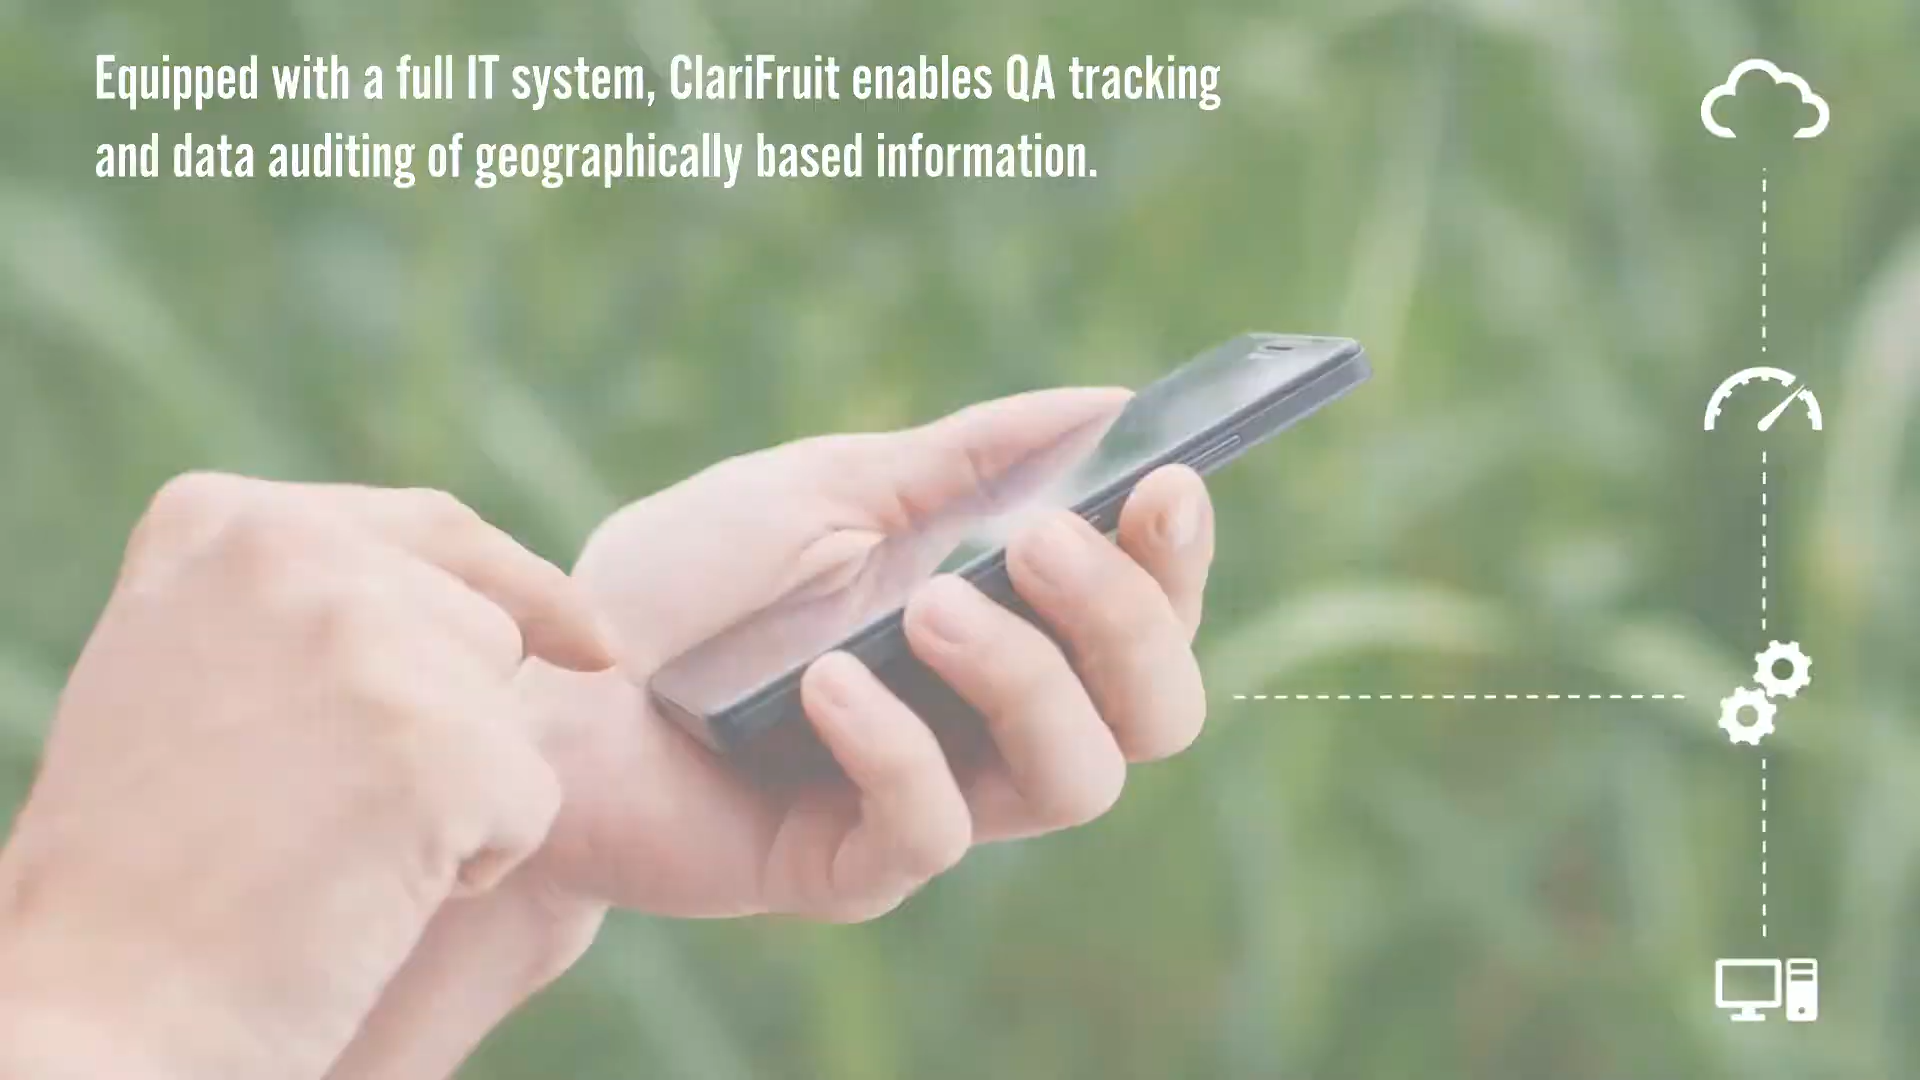 Equipped with a full IT system, ClariFruit enables QA tracking
and data auditing of geographically based information.